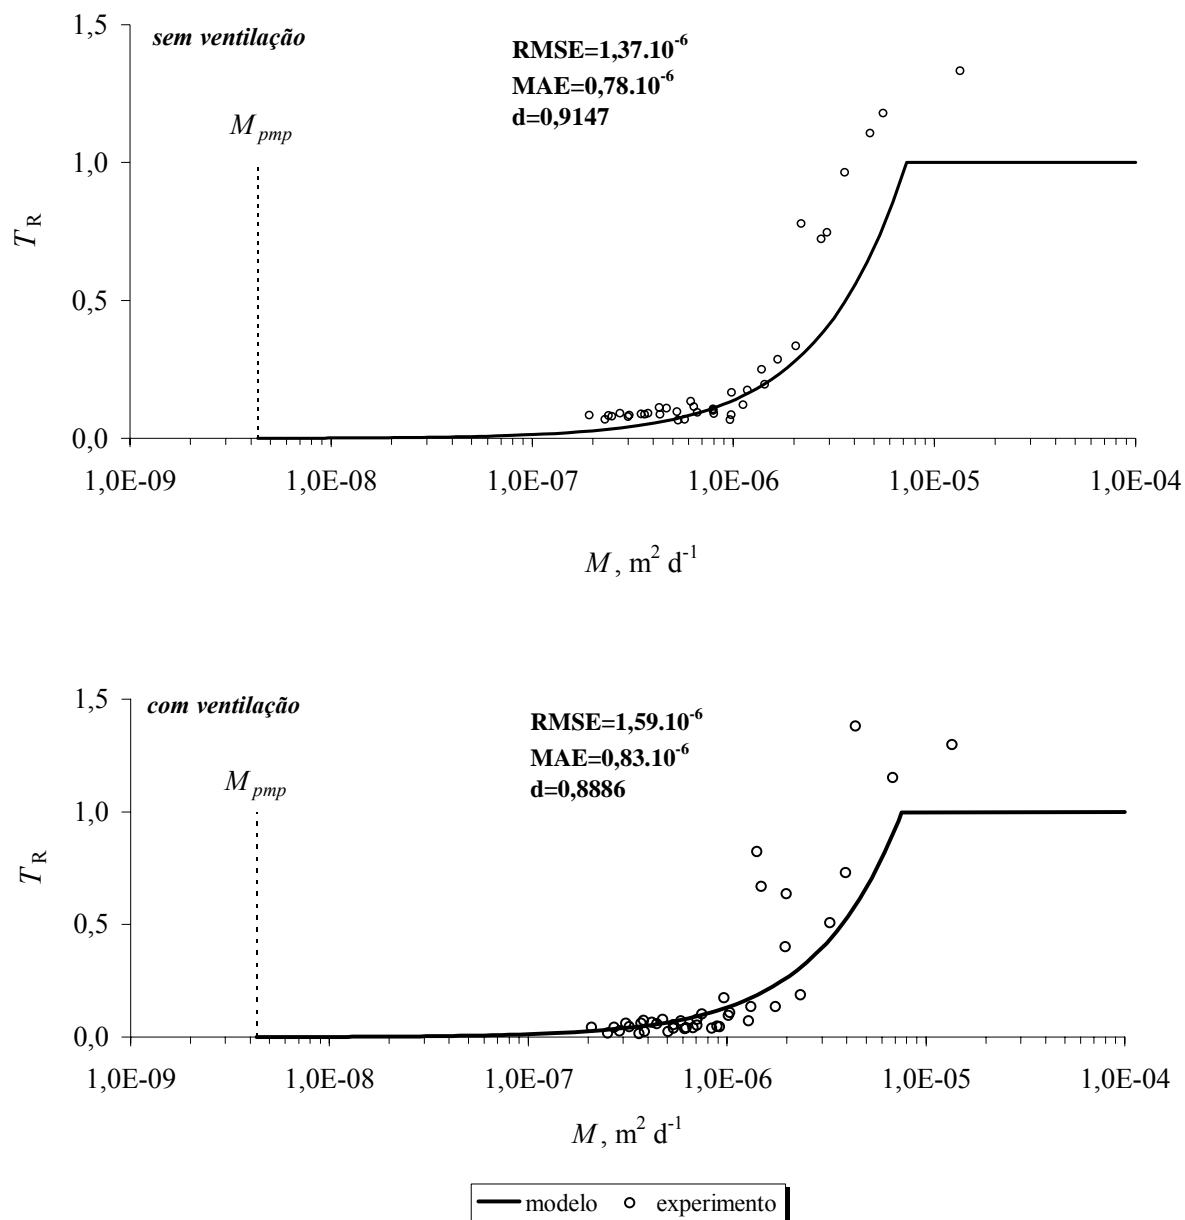 1,5
sem ventilação
RMSE=1,37.10⁻⁶
MAE=0,78.10⁻⁶
d=0,9147
M pmp
1,0
T R
0,5
0,0
1,0E-09 1,0E-08 1,0E-07 1,0E-06 1,0E-05 1,0E-04
M , m² d⁻¹
1,5
com ventilação
RMSE=1,59.10⁻⁶
MAE=0,83.10⁻⁶
d=0,8886
M pmp
1,0
T R
0,5
0,0
1,0E-09 1,0E-08 1,0E-07 1,0E-06 1,0E-05 1,0E-04
M , m² d⁻¹
modelo experimento